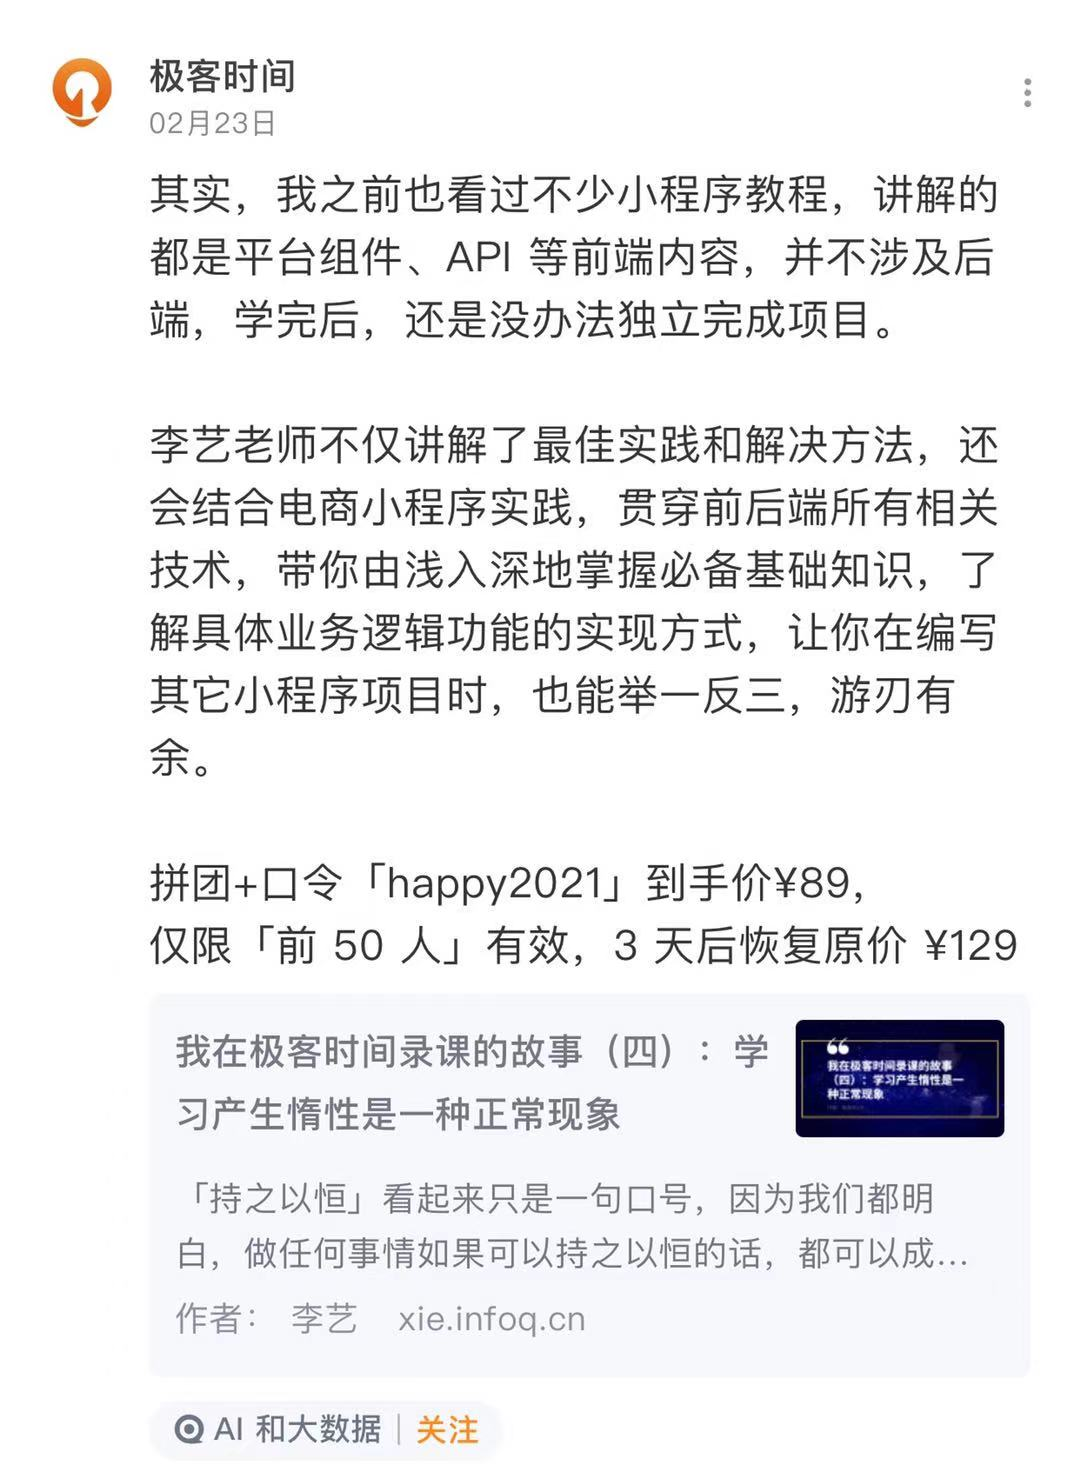 极客时间
02月23日
其实，我之前也看过不少小程序教程，讲解的
都是平台组件、API 等前端内容，并不涉及后
端，学完后，还是没办法独立完成项目。
李艺老师不仅讲解了最佳实践和解决方法，还
会结合电商小程序实践，贯穿前后端所有相关
技术，带你由浅入深地掌握必备基础知识，了
解具体业务逻辑功能的实现方式，让你在编写
其它小程序项目时，也能举一反三，游刃有
余。
拼团+口令「happy2021」到手价¥89，
仅限「前 50 人」有效，3 天后恢复原价 ¥129
我在极客时间录课的故事（四）：学
习产生惰性是一种正常现象
我在极客时间录课的故事
（四）：学习产生惰性是一
种正常现象
「持之以恒」看起来只是一句口号，因为我们都明
白，做任何事情如果可以持之以恒的话，都可以成...
作者： 李艺 xie.infoq.cn
AI 和大数据 | 关注